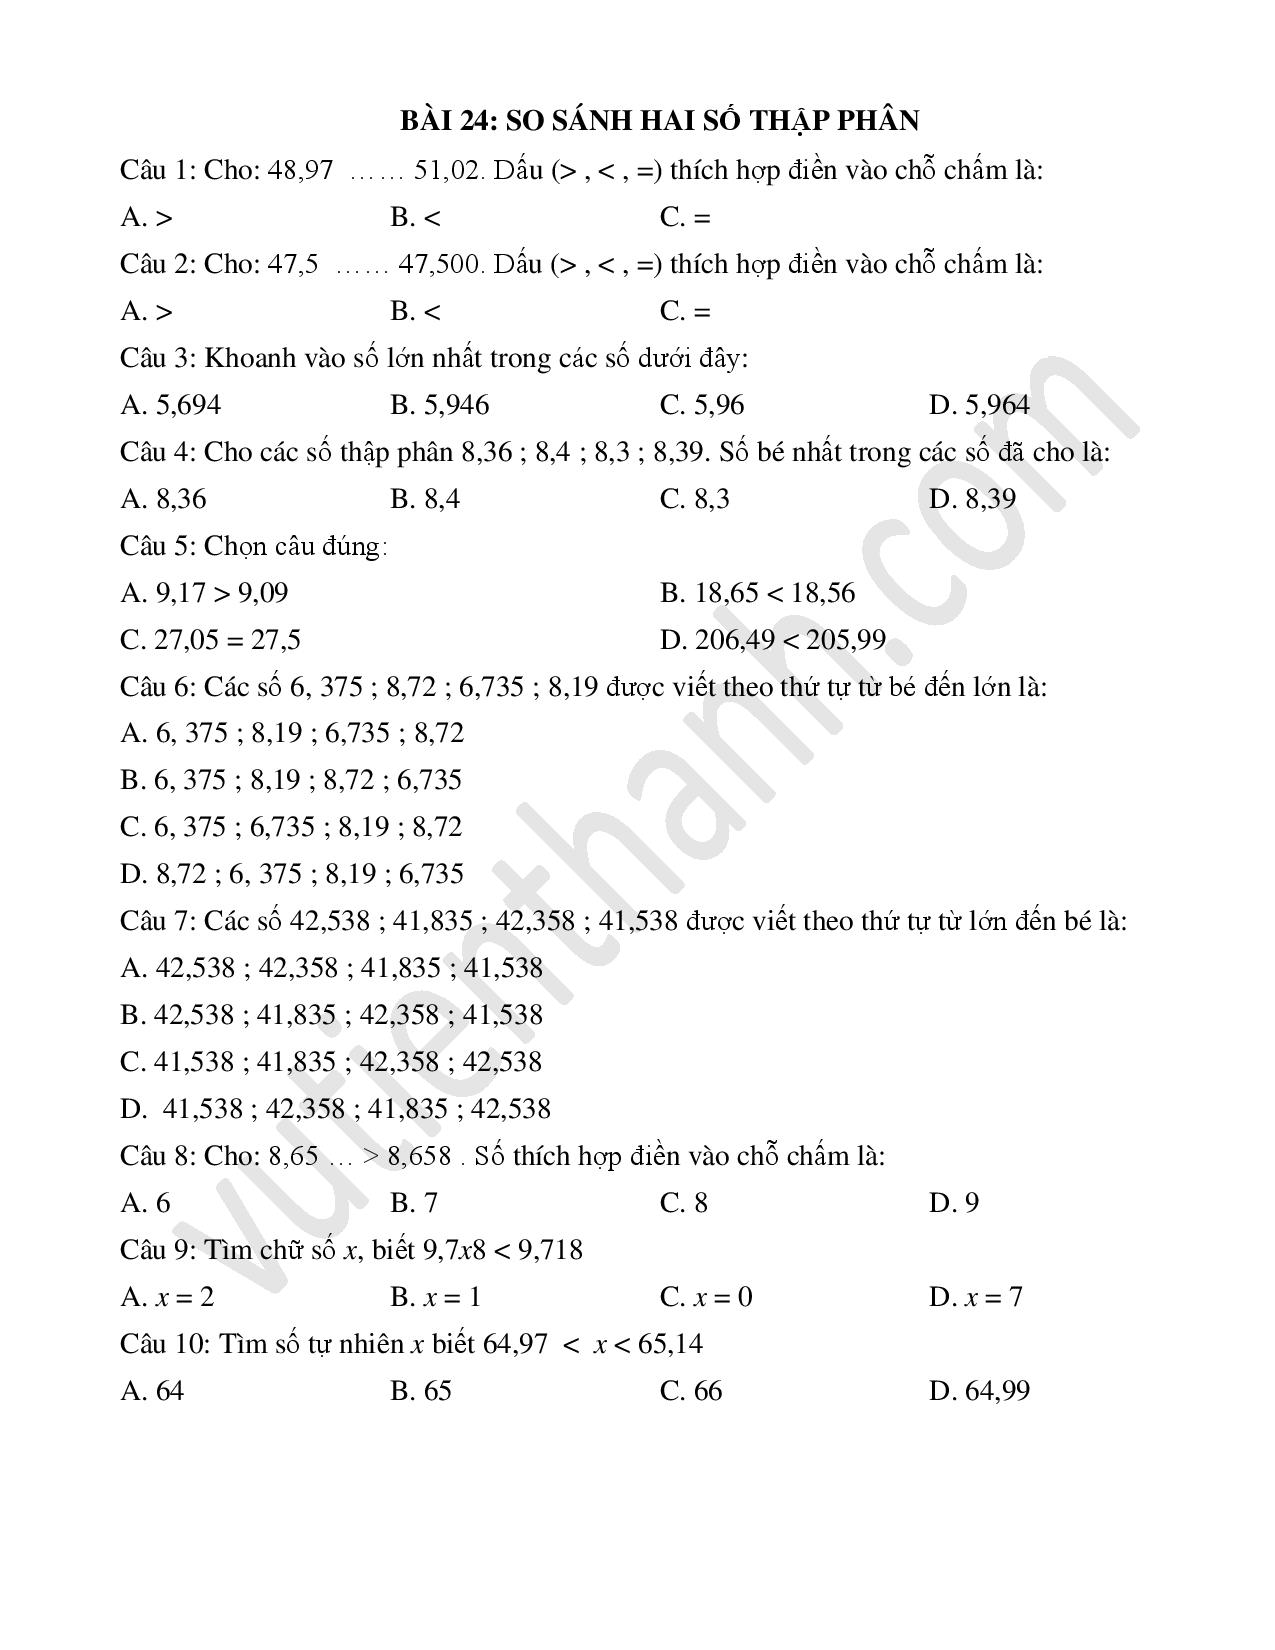 BÀI 24: SO SÁNH HAI SỐ THẬP PHÂN
Câu 1: Cho: 48,97 …… 51,02. Dấu (> , < , =) thích hợp điền vào chỗ chấm là:
A. > B. < C. =
Câu 2: Cho: 47,5 …… 47,500. Dấu (> , < , =) thích hợp điền vào chỗ chấm là:
A. > B. < C. =
Câu 3: Khoanh vào số lớn nhất trong các số dưới đây:
A. 5,694 B. 5,946 C. 5,96 D. 5,964
Câu 4: Cho các số thập phân 8,36 ; 8,4 ; 8,3 ; 8,39. Số bé nhất trong các số đã cho là:
A. 8,36 B. 8,4 C. 8,3 D. 8,39
Câu 5: Chọn câu đúng:
A. 9,17 > 9,09 B. 18,65 < 18,56
C. 27,05 = 27,5 D. 206,49 < 205,99
Câu 6: Các số 6, 375 ; 8,72 ; 6,735 ; 8,19 được viết theo thứ tự từ bé đến lớn là:
A. 6, 375 ; 8,19 ; 6,735 ; 8,72
B. 6, 375 ; 8,19 ; 8,72 ; 6,735
C. 6, 375 ; 6,735 ; 8,19 ; 8,72
D. 8,72 ; 6, 375 ; 8,19 ; 6,735
Câu 7: Các số 42,538 ; 41,835 ; 42,358 ; 41,538 được viết theo thứ tự từ lớn đến bé là:
A. 42,538 ; 42,358 ; 41,835 ; 41,538
B. 42,538 ; 41,835 ; 42,358 ; 41,538
C. 41,538 ; 41,835 ; 42,358 ; 42,538
D. 41,538 ; 42,358 ; 41,835 ; 42,538
Câu 8: Cho: 8,65 … > 8,658 . Số thích hợp điền vào chỗ chấm là:
A. 6 B. 7 C. 8 D. 9
Câu 9: Tìm chữ số x, biết 9,7x8 < 9,718
A. x = 2 B. x = 1 C. x = 0 D. x = 7
Câu 10: Tìm số tự nhiên x biết 64,97 < x < 65,14
A. 64 B. 65 C. 66 D. 64,99
vutienthanh.com